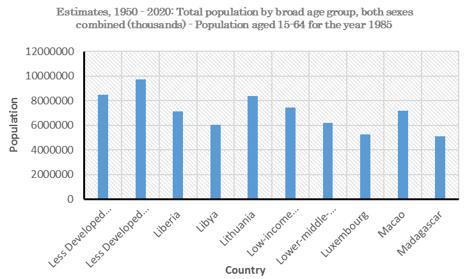 Estimates, 1950 - 2020: Total population by broad age group, both sexes
combined (thousands) - Population aged 15-64 for the year 1985
12000000
10000000
8000000
6000000
4000000
2000000
0
Population
Less Developed...
Less Developed...
Liberia
Libya
Lithuania
Low-income...
Lower-middle-...
Luxembourg
Macao
Madagascar
Country